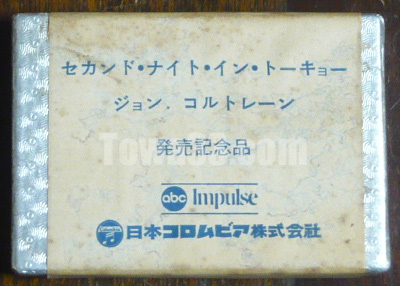 セカンド・ナイト・イン・トーキョー
ジョン．コルトレーン
発売記念品
abc Impulse
日本コロムビア株式会社